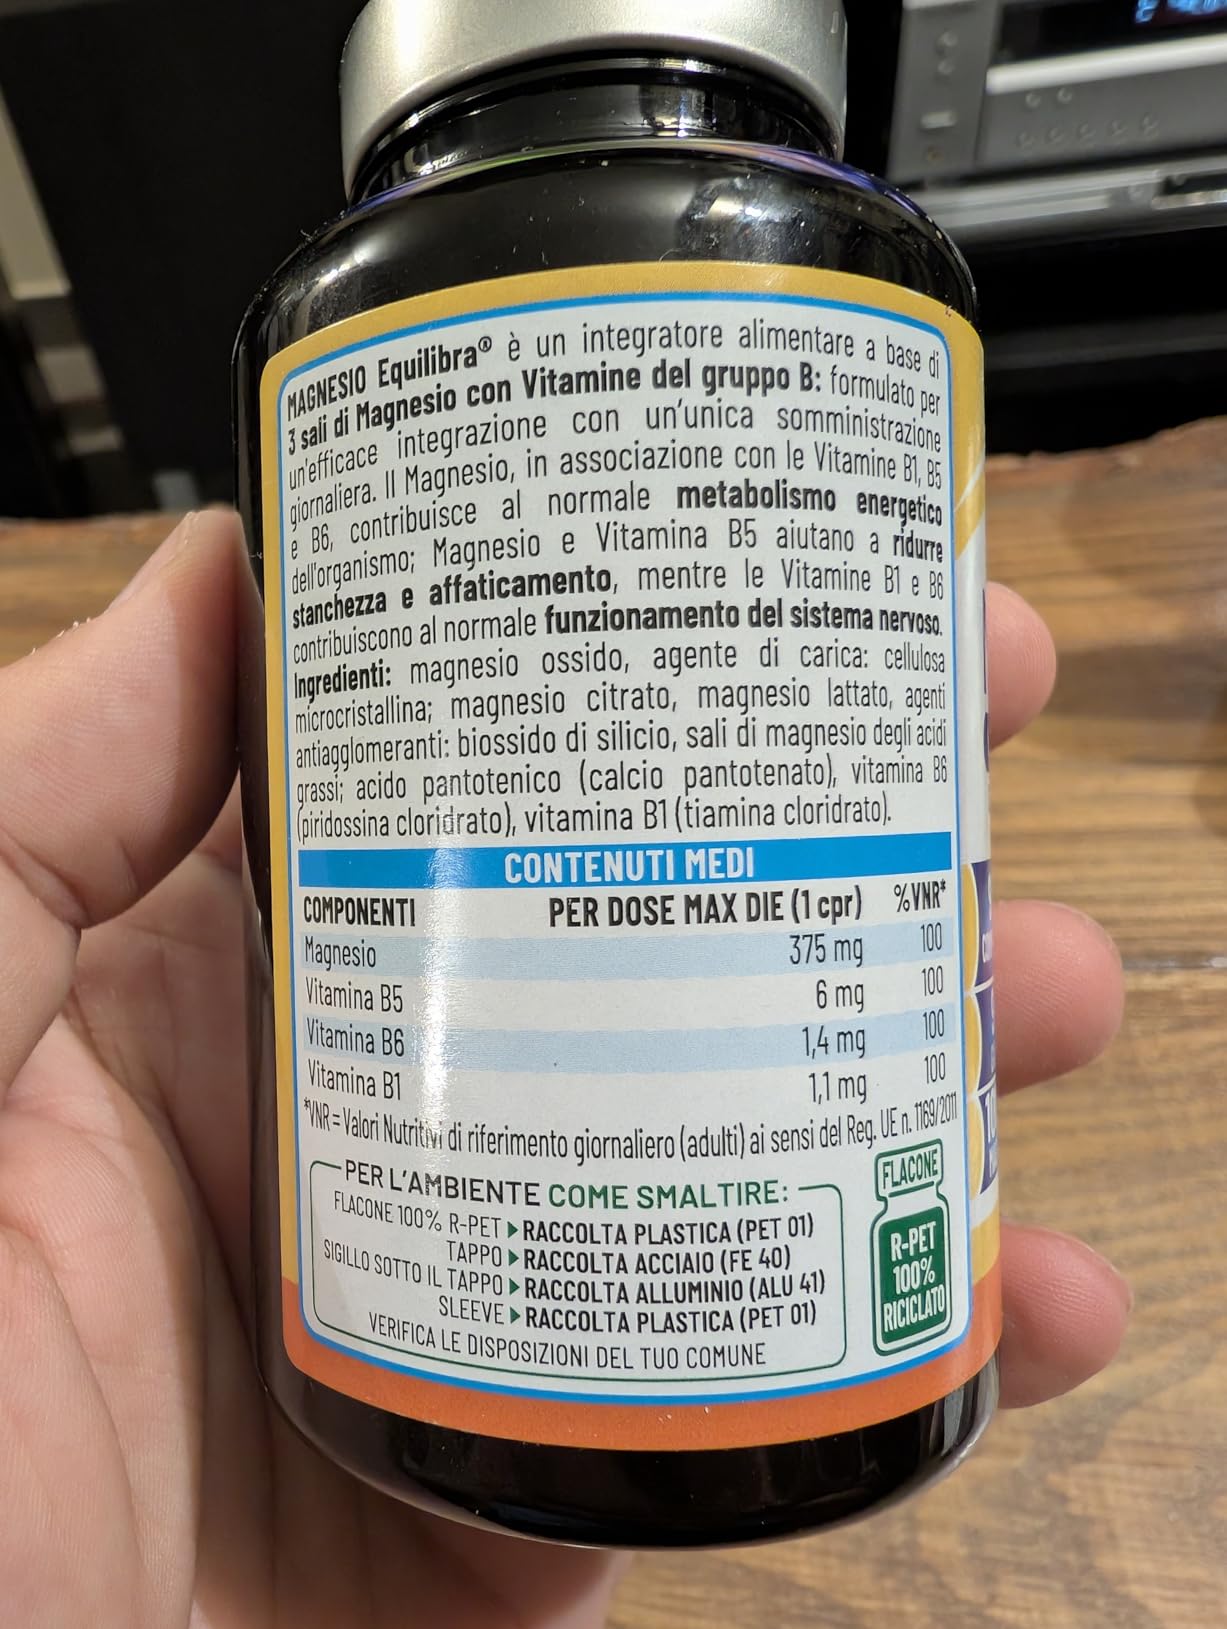 MAGNESIO Equilibra® è un integratore alimentare a base di
3 sali di Magnesio con Vitamine del gruppo B: formulato per
un'efficace integrazione con un'unica somministrazione
giornaliera. Il Magnesio, in associazione con le Vitamine B1, B5
e B6, contribuisce al normale metabolismo energetico
dell'organismo; Magnesio e Vitamina B5 aiutano a ridurre
stanchezza e affaticamento, mentre le Vitamine B1 e B6
contribuiscono al normale funzionamento del sistema nervoso.
Ingredienti: magnesio ossido, agente di carica: cellulosa
microcristallina; magnesio citrato, magnesio lattato, agenti
antiagglomeranti: biossido di silicio, sali di magnesio degli acidi
grassi; acido pantotenico (calcio pantotenato), vitamina B6
(piridossina cloridrato), vitamina B1 (tiamina cloridrato).
CONTENUTI MEDI
COMPONENTI PER DOSE MAX DIE (1 cpr) %VNR*
Magnesio 375 mg 100
Vitamina B5 6 mg 100
Vitamina B6 1,4 mg 100
Vitamina B1 1,1 mg 100
*VNR = Valori Nutritivi di riferimento giornaliero (adulti) ai sensi del Reg. UE n. 1169/2011
PER L'AMBIENTE COME SMALTIRE:
FLACONE 100% R-PET ▶ RACCOLTA PLASTICA (PET 01)
TAPPO ▶ RACCOLTA ACCIAIO (FE 40)
SIGILLO SOTTO IL TAPPO ▶ RACCOLTA ALLUMINIO (ALU 41)
SLEEVE ▶ RACCOLTA PLASTICA (PET 01)
VERIFICA LE DISPOSIZIONI DEL TUO COMUNE
FLACONE
R-PET
100%
RICICLATO